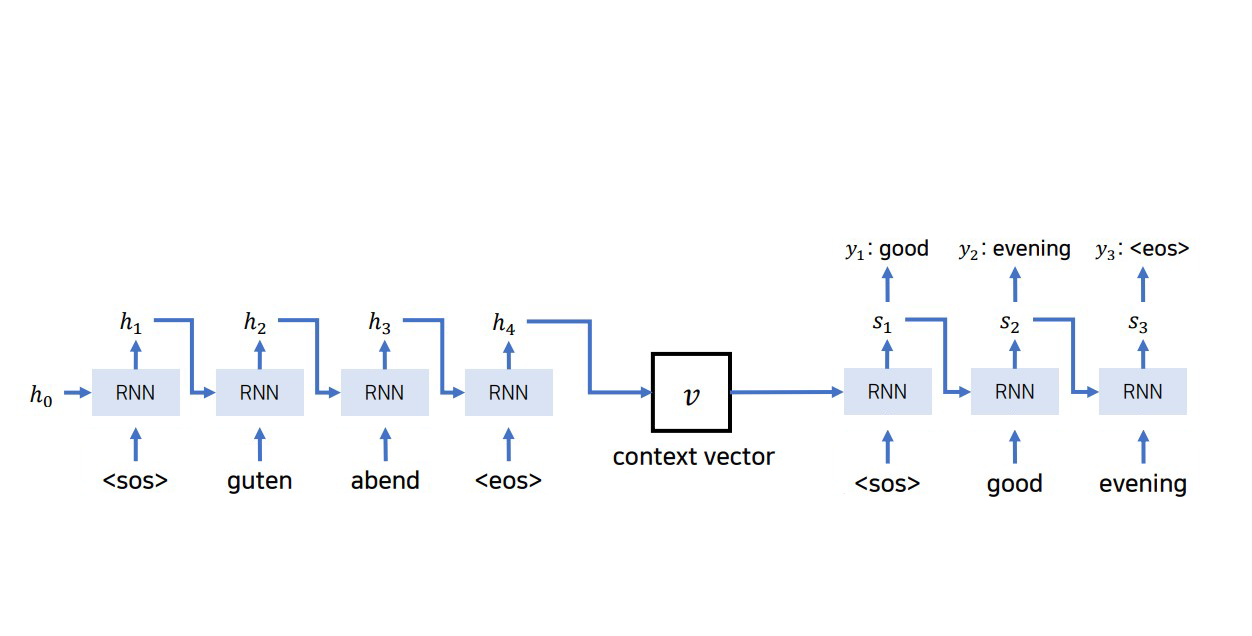 y₁: good y₂: evening y₃: <eos>
h₁ h₂ h₃ h₄ s₁ s₂ s₃
h₀ RNN RNN RNN RNN v RNN RNN RNN
context vector
<sos> guten abend <eos> <sos> good evening